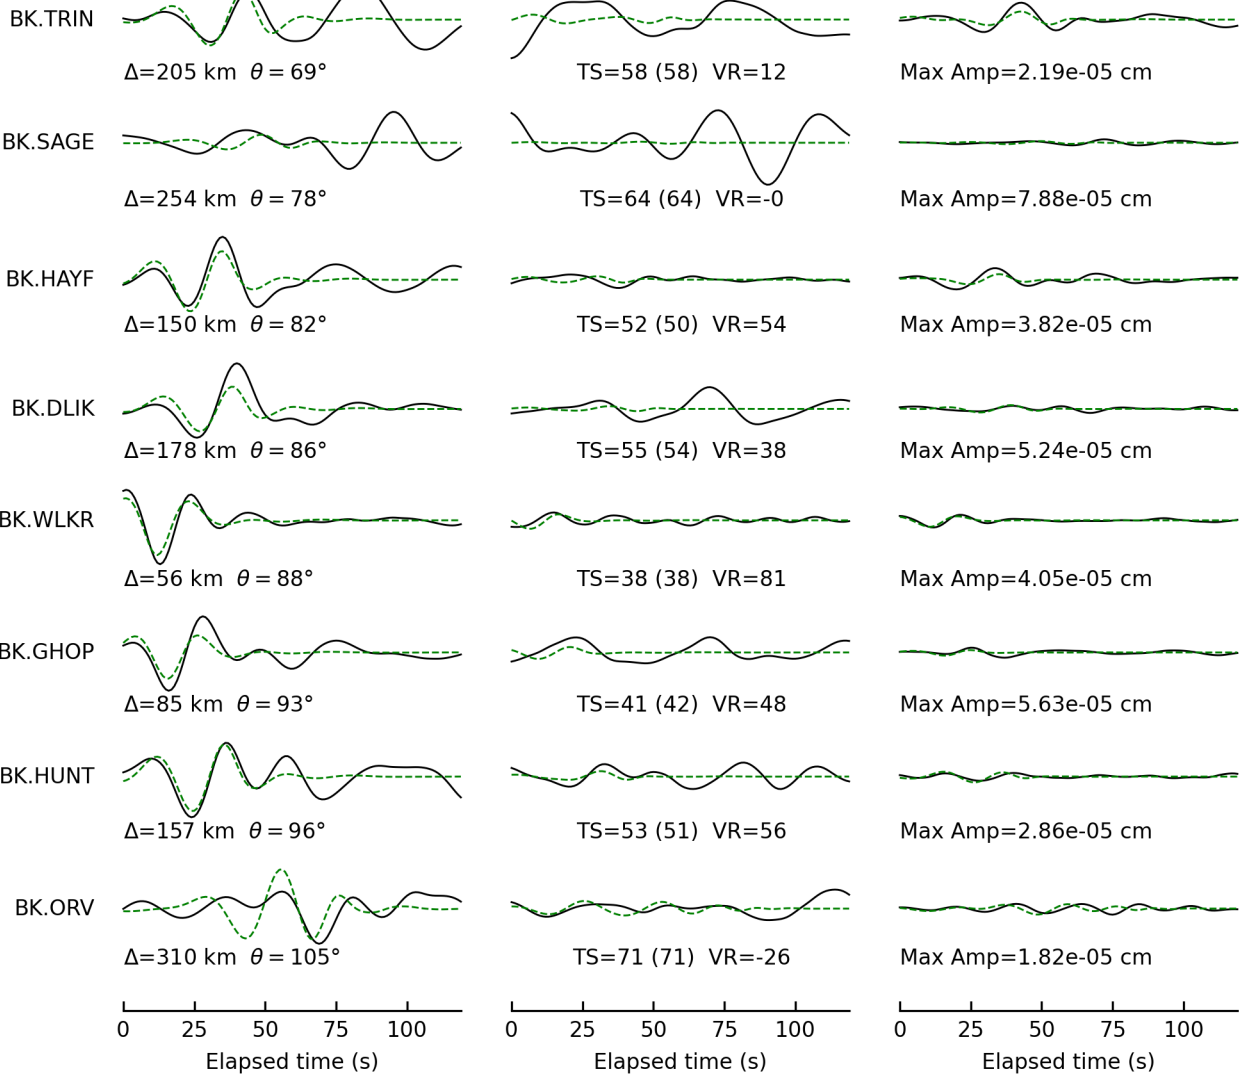 BK.TRIN
Δ=205 km θ = 69° TS=58 (58) VR=12 Max Amp=2.19e-05 cm
BK.SAGE
Δ=254 km θ = 78° TS=64 (64) VR=-0 Max Amp=7.88e-05 cm
BK.HAYF
Δ=150 km θ = 82° TS=52 (50) VR=54 Max Amp=3.82e-05 cm
BK.DLIK
Δ=178 km θ = 86° TS=55 (54) VR=38 Max Amp=5.24e-05 cm
BK.WLKR
Δ=56 km θ = 88° TS=38 (38) VR=81 Max Amp=4.05e-05 cm
BK.GHOP
Δ=85 km θ = 93° TS=41 (42) VR=48 Max Amp=5.63e-05 cm
BK.HUNT
Δ=157 km θ = 96° TS=53 (51) VR=56 Max Amp=2.86e-05 cm
BK.ORV
Δ=310 km θ = 105° TS=71 (71) VR=-26 Max Amp=1.82e-05 cm
0 25 50 75 100 0 25 50 75 100 0 25 50 75 100
Elapsed time (s) Elapsed time (s) Elapsed time (s)